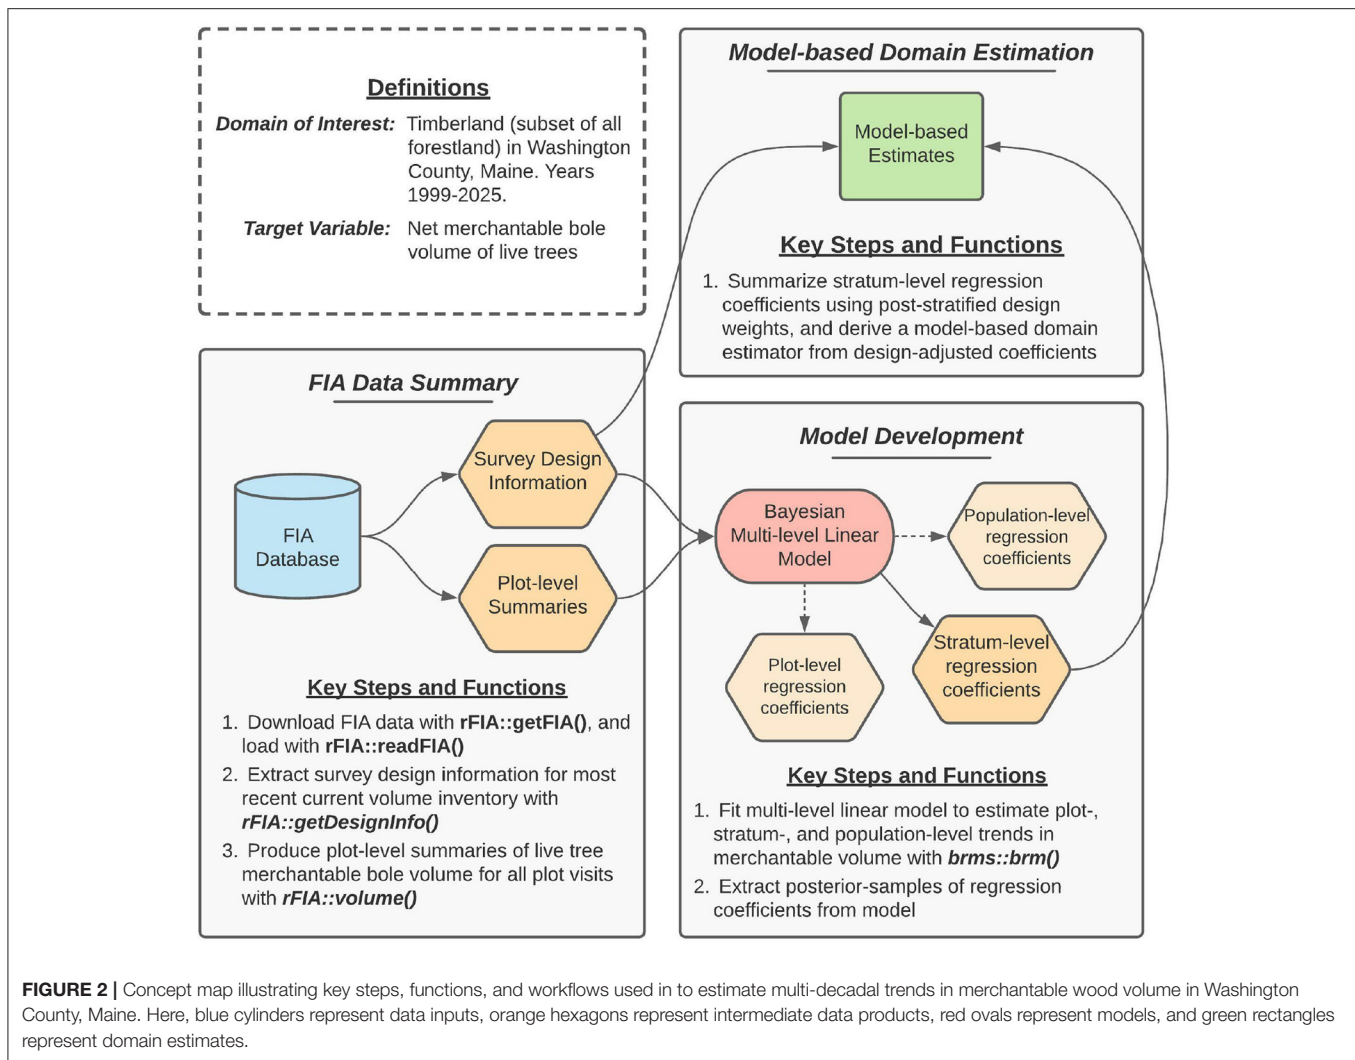 Definitions
Domain of Interest: Timberland (subset of all
forestland) in Washington
County, Maine. Years
1999-2025.
Target Variable: Net merchantable bole
volume of live trees
Model-based Domain Estimation
Model-based
Estimates
Key Steps and Functions
1. Summarize stratum-level regression
coefficients using post-stratified design
weights, and derive a model-based domain
estimator from design-adjusted coefficients
FIA Data Summary
Survey Design
Information
FIA
Database
Plot-level
Summaries
Key Steps and Functions
1. Download FIA data with rFIA::getFIA(), and
load with rFIA::readFIA()
2. Extract survey design information for most
recent current volume inventory with
rFIA::getDesignInfo()
3. Produce plot-level summaries of live tree
merchantable bole volume for all plot visits
with rFIA::volume()
Model Development
Bayesian
Multi-level Linear
Model
Population-level
regression
coefficients
Plot-level
regression
coefficients
Stratum-level
regression
coefficients
Key Steps and Functions
1. Fit multi-level linear model to estimate plot-,
stratum-, and population-level trends in
merchantable volume with brms::brm()
2. Extract posterior-samples of regression
coefficients from model
FIGURE 2 | Concept map illustrating key steps, functions, and workflows used in to estimate multi-decadal trends in merchantable wood volume in Washington
County, Maine. Here, blue cylinders represent data inputs, orange hexagons represent intermediate data products, red ovals represent models, and green rectangles
represent domain estimates.